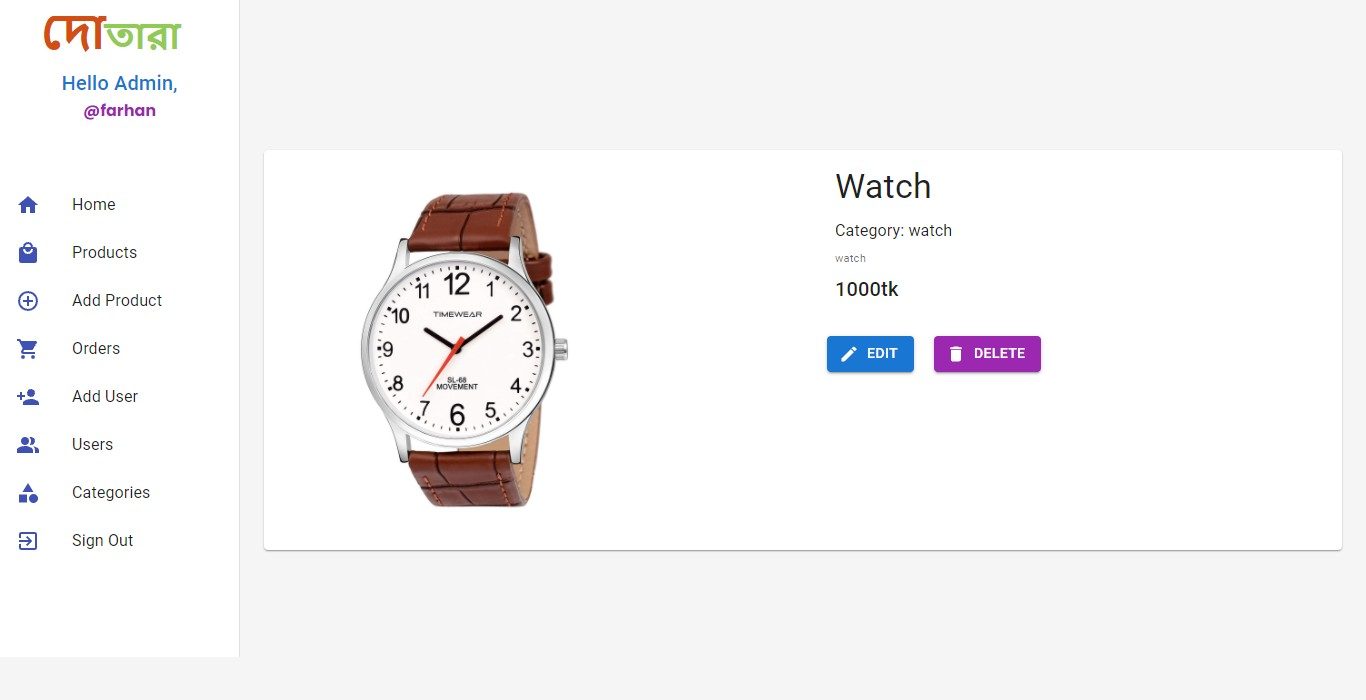 দোতারা
Hello Admin,
@farhan
Home
Products
Add Product
Orders
Add User
Users
Categories
Sign Out
12
1
2
3
4
5
6
7
8
9
10
11
TIMEWEAR
SL-68
MOVEMENT
Watch
Category: watch
watch
1000tk
EDIT
DELETE